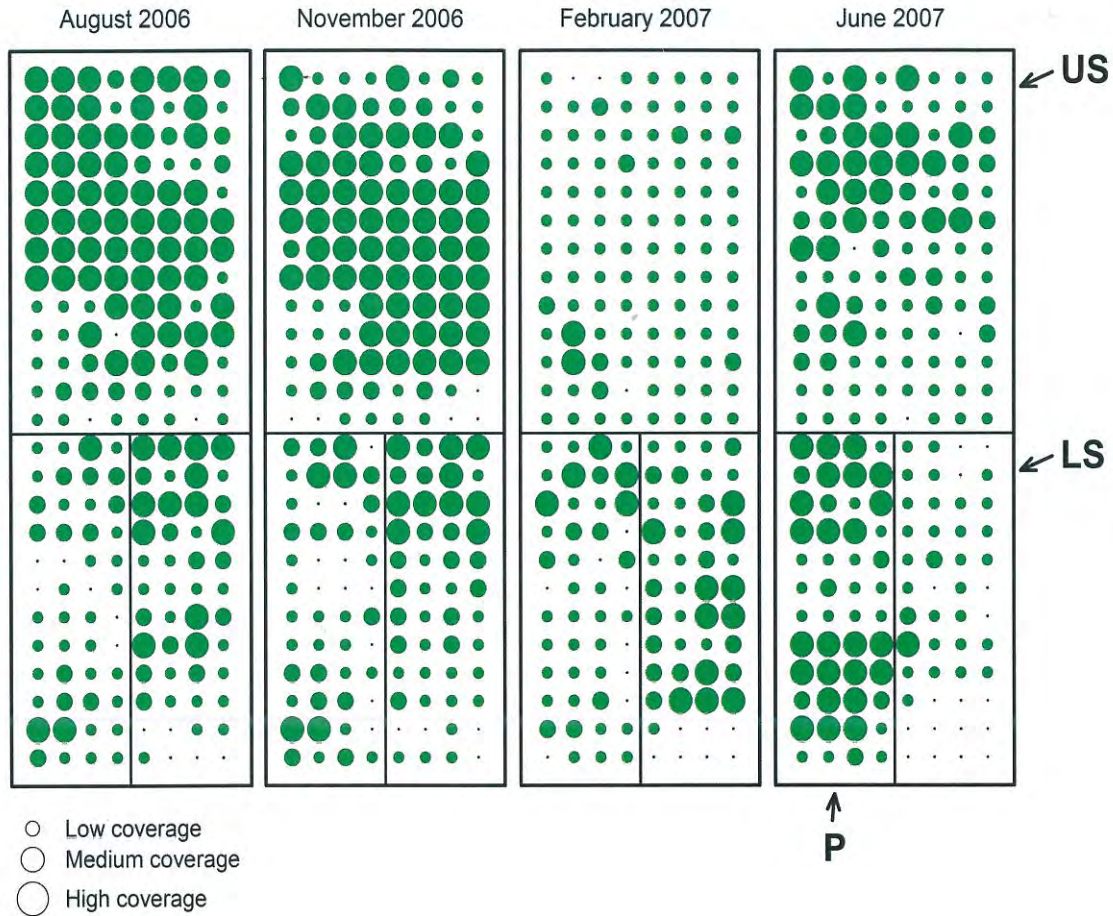 August 2006 November 2006 February 2007 June 2007
US
LS
P
Low coverage
Medium coverage
High coverage